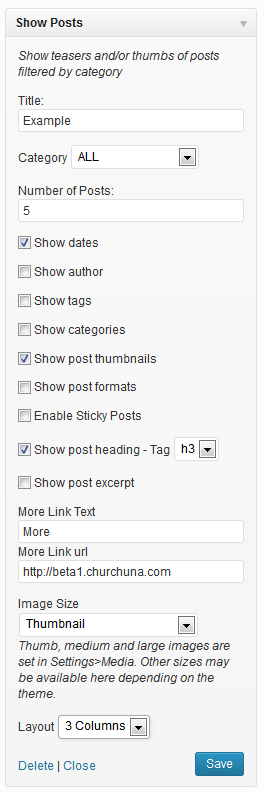 Show Posts
Show teasers and/or thumbs of posts
filtered by category
Title:
Example
Category ALL
Number of Posts:
5
Show dates
Show author
Show tags
Show categories
Show post thumbnails
Show post formats
Enable Sticky Posts
Show post heading - Tag h3
Show post excerpt
More Link Text
More
More Link url
http://beta1.churchuna.com
Image Size
Thumbnail
Thumb, medium and large images are
set in Settings>Media. Other sizes may
be available here depending on the
theme.
Layout 3 Columns
Delete | Close Save